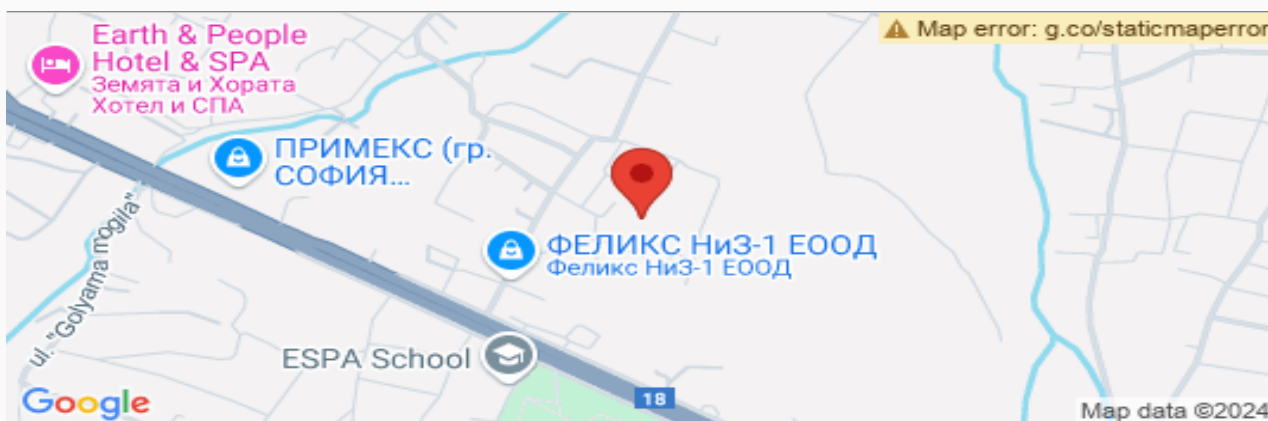 Map error: g.co/staticmaperror
Earth & People
Hotel & SPA
Земята и Хората
Хотел и СПА
ПРИМЕКС (гр.
СОФИЯ...
ul. "Golyama mogila"
ФЕЛИКС НиЗ-1 ЕООД
Феликс НиЗ-1 ЕООД
ESPA School
18
Google
Map data ©2024